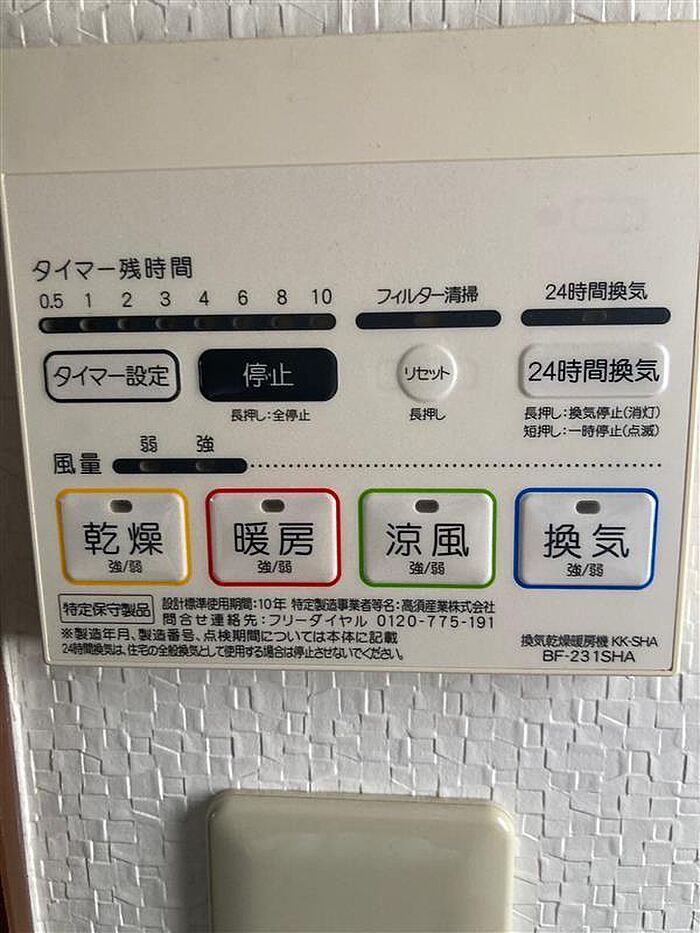 タイマー残時間
0.5 1 2 3 4 6 8 10
フィルター清掃
24時間換気
タイマー設定
停止
長押し:全停止
リセット
長押し
24時間換気
長押し:換気停止(消灯)
短押し:一時停止(点滅)
弱 強
風量
乾燥
強/弱
暖房
強/弱
涼風
強/弱
換気
強/弱
特定保守製品
設計標準使用期間:10年 特定製造事業者等名:高須産業株式会社
問合せ連絡先:フリーダイヤル 0120-775-191
※製造年月、製造番号、点検期間については本体に記載
24時間換気は、住宅の全般換気として使用する場合は停止させないでください。
換気乾燥暖房機 KK-SHA
BF-231SHA